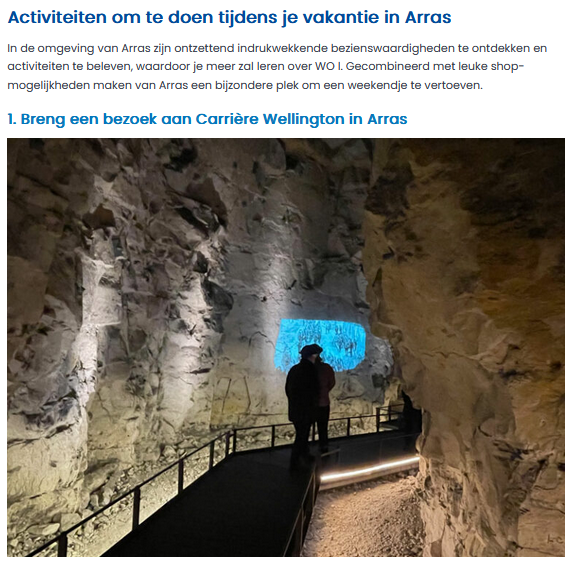 Activiteiten om te doen tijdens je vakantie in Arras
In de omgeving van Arras zijn ontzettend indrukwekkende bezienswaardigheden te ontdekken en
activiteiten te beleven, waardoor je meer zal leren over WO I. Gecombineerd met leuke shop-
mogelijkheden maken van Arras een bijzondere plek om een weekendje te vertoeven.
1. Breng een bezoek aan Carrière Wellington in Arras